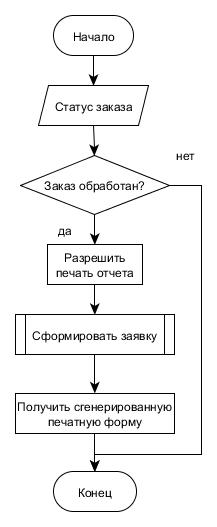 Начало
Статус заказа
нет
Заказ обработан?
да
Разрешить
печать отчета
Сформировать заявку
Получить сгенерированную
печатную форму
Конец